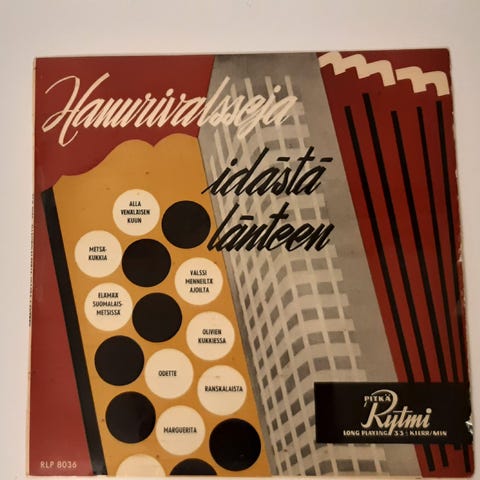 Hanurivalsseja
idästä
länteen
ALLA
VENÄLÄISEN
KUUN
METSÄ-
KUKKIA
VALSSI
MENNEILTÄ
AJOILTA
ELÄMÄÄ
SUOMALAIS-
METSISSÄ
OLIVIEN
KUKKIESSA
ODETTE
RANSKALAISTA
MARGUERITA
PITKÄ
Rytmi
LONG PLAYING 33 KIERR/MIN
RLP 8036